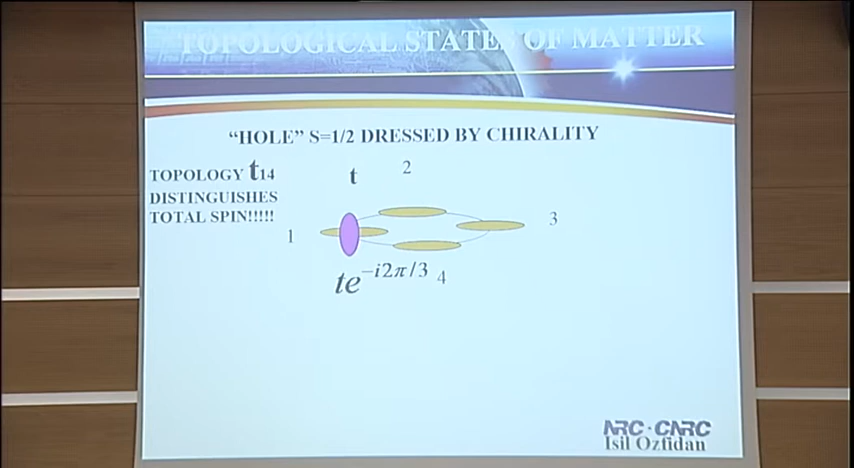 TOPOLOGICAL STATES OF MATTER
“HOLE” S=1/2 DRESSED BY CHIRALITY
TOPOLOGY t14
DISTINGUISHES
TOTAL SPIN!!!!!
t
2
1
3
te^{-i2π/3}
4
NRC·CNRC
Isil Ozfidan